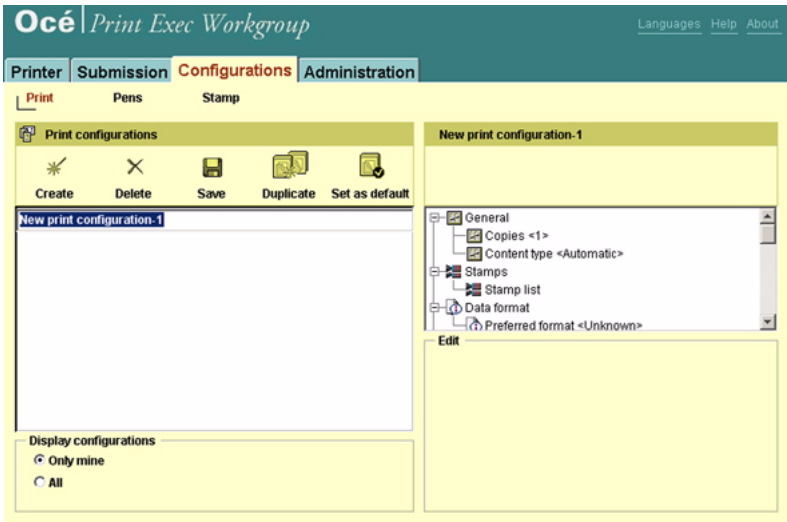 Océ Print Exec Workgroup
Languages Help About
Printer Submission Configurations Administration
Print Pens Stamp
Print configurations
Create Delete Save Duplicate Set as default
New print configuration-1
Display configurations
Only mine
All
New print configuration-1
General
Copies <1>
Content type <Automatic>
Stamps
Stamp list
Data format
Preferred format <Unknown>
Edit